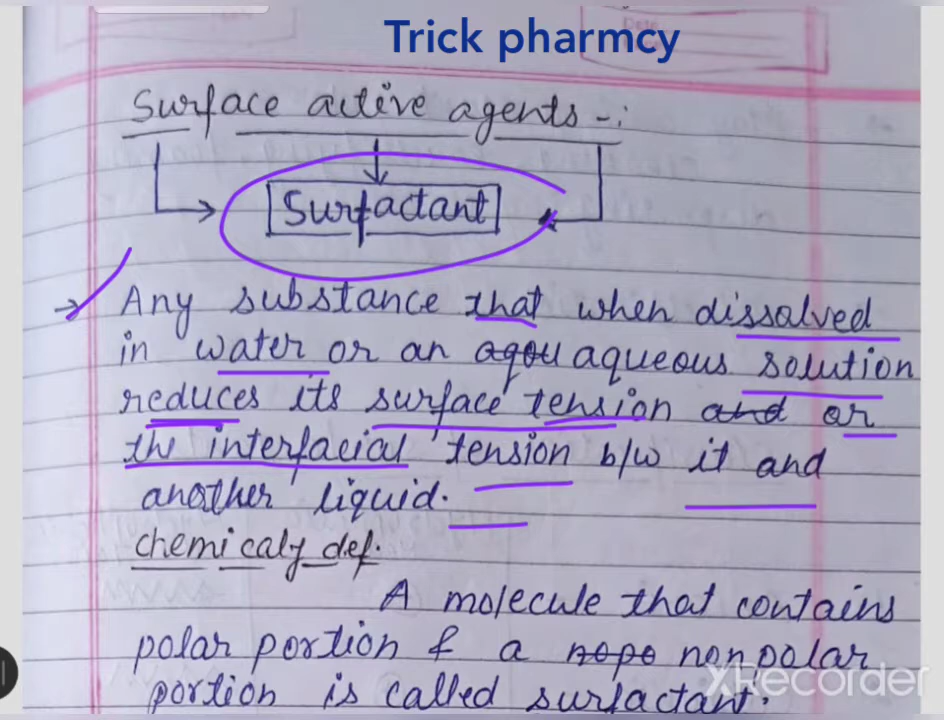 Trick pharmcy
Surface active agents -:
Surfactant
→ Any substance that when dissolved
in water or an aqou aqueous solution
reduces its surface tension and or
the interfacial tension b/w it and
another liquid.
chemicaly def.
A molecule that contains
polar portion & a nopo nonpolar
portion is called surfactant.
XRecorder